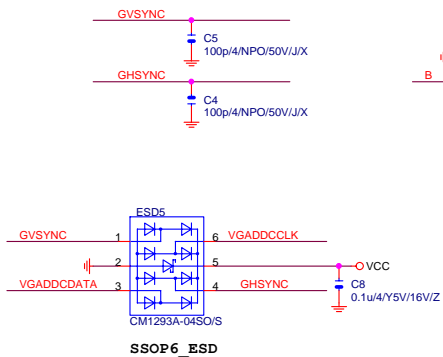 GVSYNC
C5
100p/4/NPO/50V/J/X
GHSYNC
B
C4
100p/4/NPO/50V/J/X
ESD5
GVSYNC
1
6
VGADDCCLK
2
5
VCC
VGADDCDATA
3
4
GHSYNC
C8
0.1u/4/Y5V/16V/Z
CM1293A-04SO/S
SSOP6_ESD